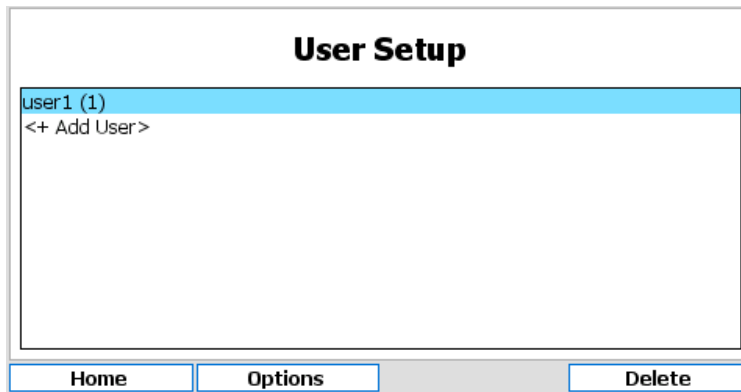 User Setup
user1 (1)
<+ Add User>
Home Options Delete